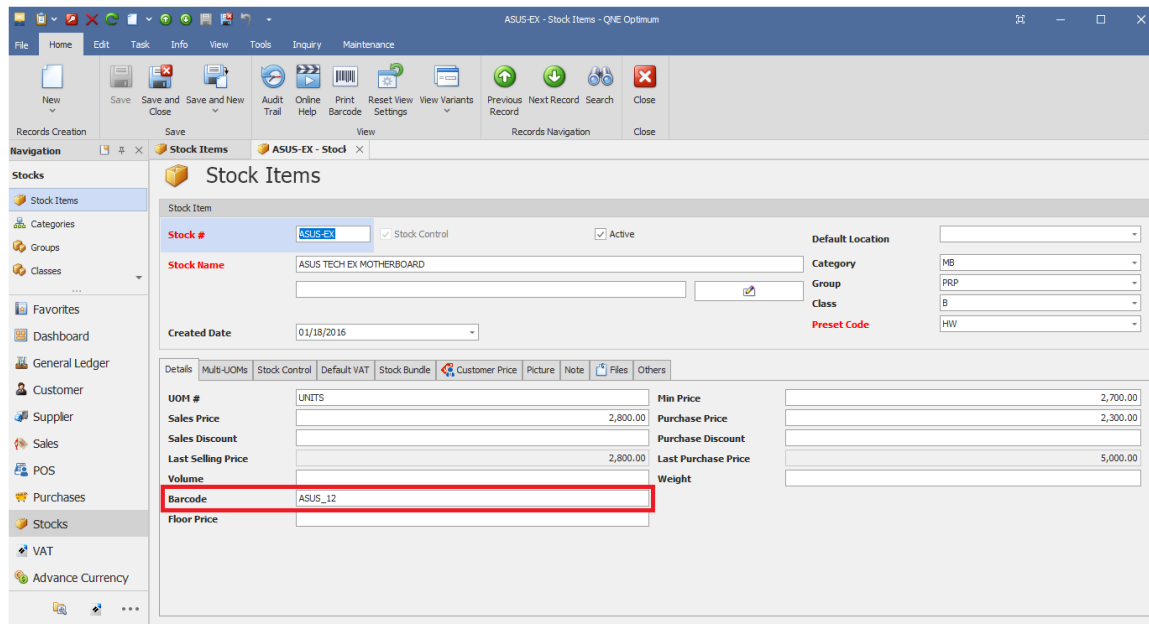 ASUS-EX - Stock Items - QNE Optimum
File Home Edit Task Info View Tools Inquiry Maintenance
New Save Save and Close Save and New Audit Trail Online Help Print Barcode Reset View Settings View Variants Previous Record Next Record Search Close
Records Creation Save View Records Navigation Close
Navigation
Stock Items ASUS-EX - Stock
Stocks
Stock Items
Categories
Groups
Classes
...
Favorites
Dashboard
General Ledger
Customer
Supplier
Sales
POS
Purchases
Stocks
VAT
Advance Currency
Stock Items
Stock Item
Stock # ASUS-EX Stock Control Active
Default Location
Stock Name ASUS TECH EX MOTHERBOARD
Category MB
Group PRP
Class B
Created Date 01/18/2016
Preset Code HW
Details Multi-UOMs Stock Control Default VAT Stock Bundle Customer Price Picture Note Files Others
UOM # UNITS Min Price 2,700.00
Sales Price 2,800.00 Purchase Price 2,300.00
Sales Discount Purchase Discount
Last Selling Price 2,800.00 Last Purchase Price 5,000.00
Volume Weight
Barcode ASUS_12
Floor Price